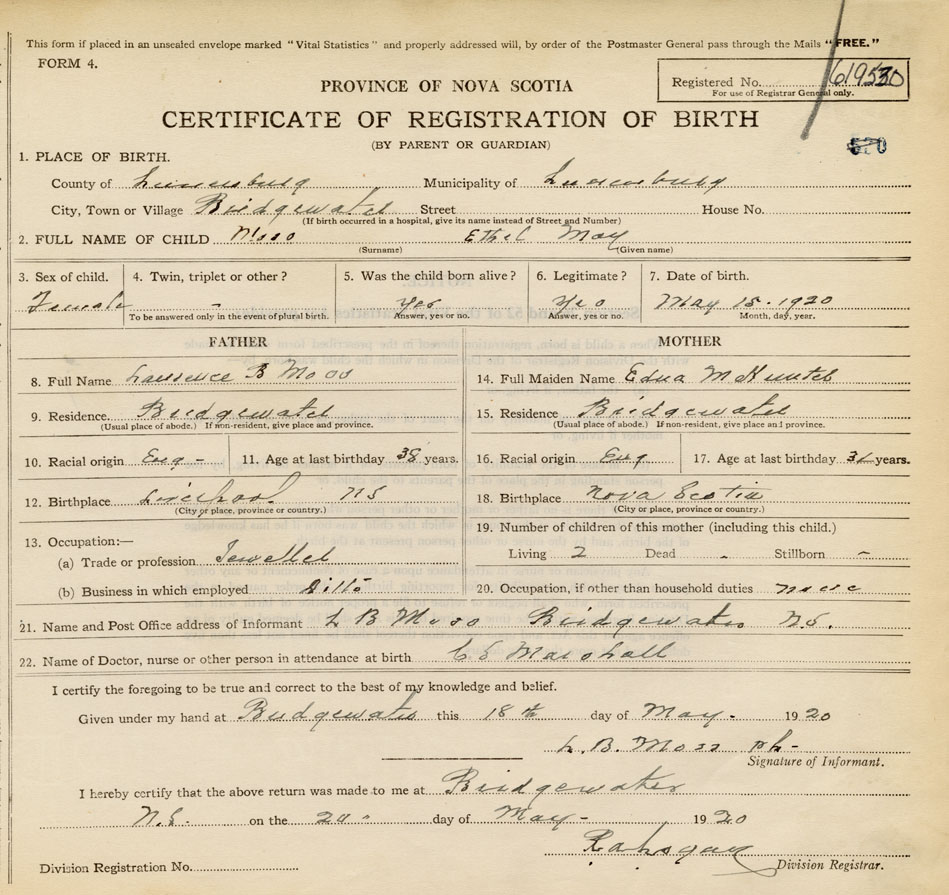 This form if placed in an unsealed envelope marked "Vital Statistics" and properly addressed will, by order of the Postmaster General pass through the Mails "FREE."
FORM 4.
Registered No. 619530
For use of Registrar General only.
PROVINCE OF NOVA SCOTIA
CERTIFICATE OF REGISTRATION OF BIRTH
(BY PARENT OR GUARDIAN)
1. PLACE OF BIRTH.
County of Lunenburg Municipality of Lunenburg
City, Town or Village Bridgewater Street House No.
(If birth occurred in a hospital, give its name instead of Street and Number)
2. FULL NAME OF CHILD Moss Ethel May
(Surname) (Given name)
3. Sex of child. 4. Twin, triplet or other? 5. Was the child born alive? 6. Legitimate? 7. Date of birth.
Female - Yes Yes May 15. 1920
To be answered only in the event of plural birth. Answer, yes or no. Answer, yes or no. Month, day, year.
FATHER MOTHER
8. Full Name Laurence B Moss 14. Full Maiden Name Edna
9. Residence. Bridgewater 15. Residence Bridgewater
(Usual place of abode.) If non-resident, give place and province. (Usual place of abode.) If non-resident, give place and province.
10. Racial origin Eng - 11. Age at last birthday 38 years. 16. Racial origin Eng 17. Age at last birthday years.
12. Birthplace Liverpool NS 18. Birthplace Nova Scotia
(City or place, province or country.) (City or place, province or country.)
19. Number of children of this mother (including this child.)
13. Occupation:—
(a) Trade or profession Jeweller Living 2 Dead - Stillborn -
(b) Business in which employed Ditto 20. Occupation, if other than household duties none
21. Name and Post Office address of Informant L B Moss Bridgewater N.S.
22. Name of Doctor, nurse or other person in attendance at birth C S Marshall
I certify the foregoing to be true and correct to the best of my knowledge and belief.
Given under my hand at Bridgewater this 18th day of May - 1920
L. B. Moss
Signature of Informant.
I hereby certify that the above return was made to me at Bridgewater
N.S. on the 20 day of May - 1920
Division Registration No. Division Registrar.